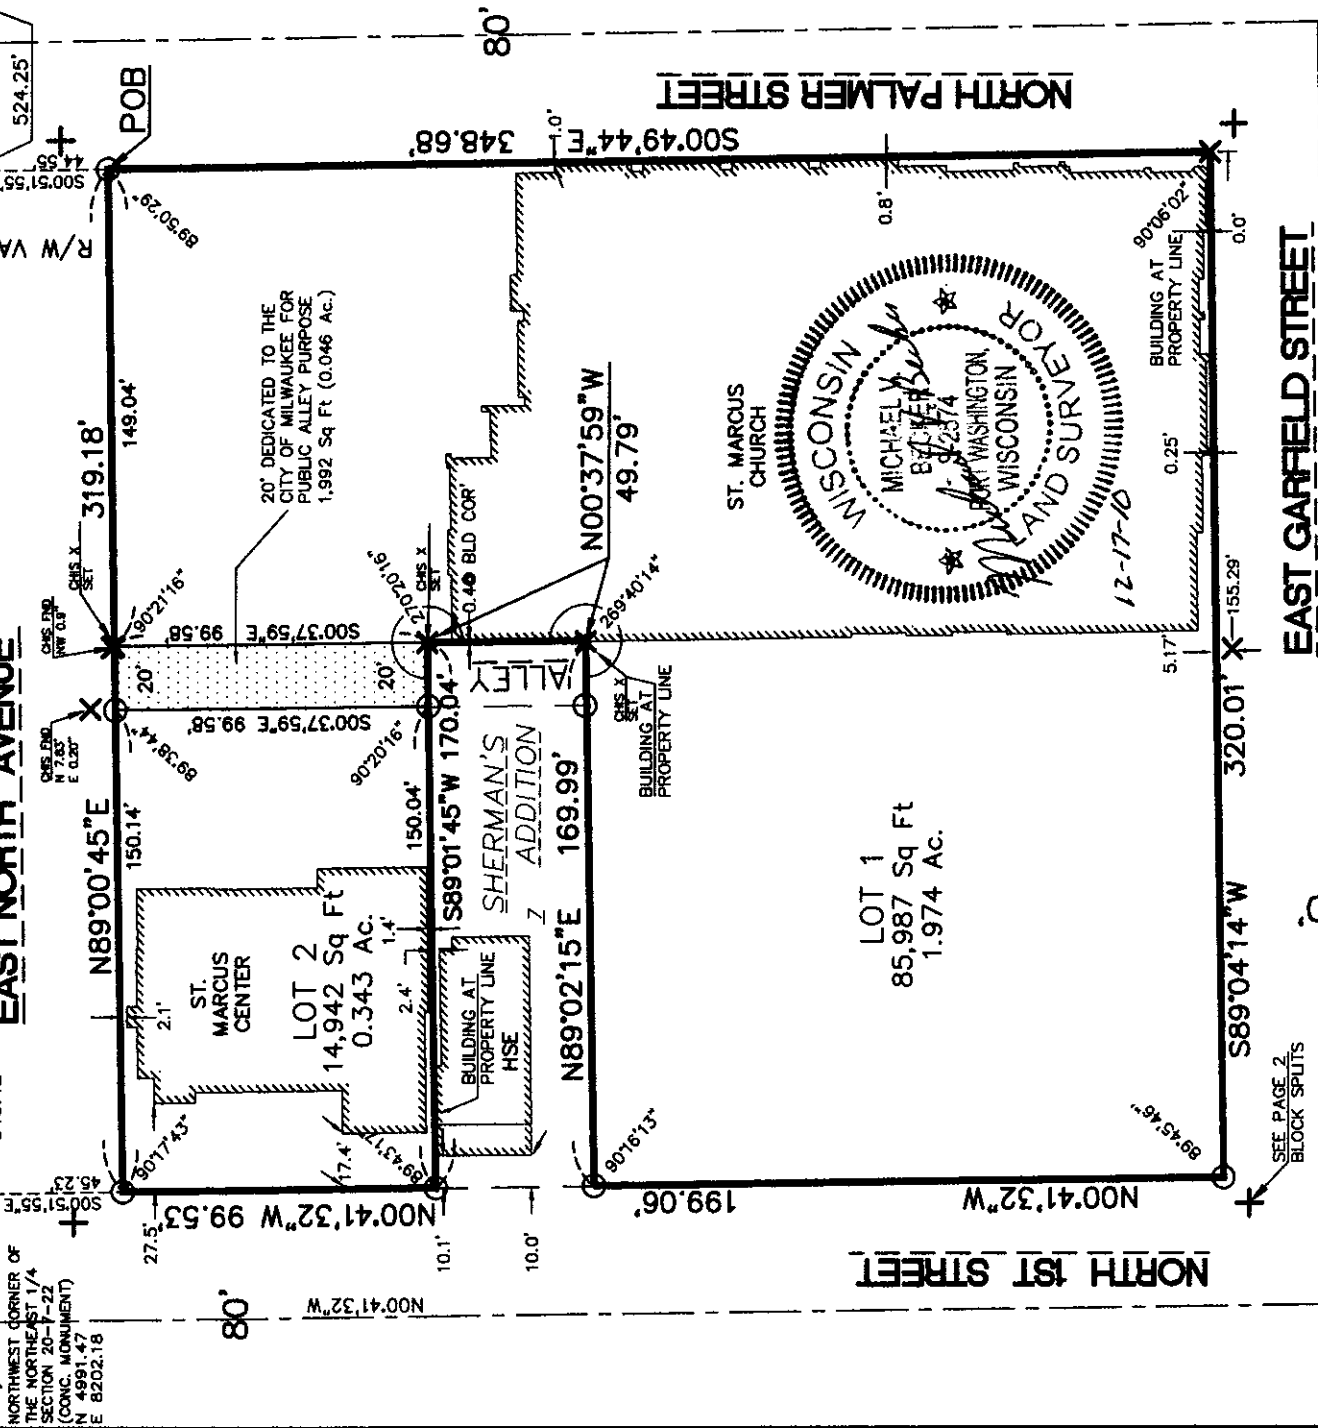 NORTHWEST CORNER OF
THE NORTHEAST 1/4
SECTION 20-7-22
(CONC. MONUMENT)
N 4991.47
E 8202.18
EAST NORTH AVENUE
524.25'
POB
S00°51'55"
44.55'
R/W VA
80'
NORTH PALMER STREET
S00°49'44"E 348.68'
1.0'
0.8'
N89°00'45"E
319.18'
150.14'
149.04'
20'
CHIS FND
N 7.83'
E 0.20'
CHIS FND
NW 0.9'
CHIS X
SET
89°50'29"
90°21'16"
89°38'44"
S00°37'59"E 99.58'
S00°37'59"E 99.58'
20' DEDICATED TO THE
CITY OF MILWAUKEE FOR
PUBLIC ALLEY PURPOSE
1,992 Sq Ft (0.046 Ac.)
20'
270°20'16"
90°20'16"
CHIS X
SET
0.4 @ BLD COR
N00°37'59"W
49.79'
269°40'14"
CHIS X
SET
BUILDING AT
PROPERTY LINE
ALLEY
SHERMAN'S
ADDITION
S89°01'45"W 170.04'
150.04'
ST.
MARCUS
CENTER
LOT 2
14,942 Sq Ft
0.343 Ac.
2.1'
2.4'
1.4'
BUILDING AT
PROPERTY LINE
HSE
N89°02'15"E 169.99'
S00°51'55"E
45.23'
90°17'43"
27.5'
17.4'
N00°41'32"W 99.53'
10.1'
10.0'
80'
N00°41'32"W
90°16'13"
199.06'
N00°41'32"W
NORTH 1ST STREET
LOT 1
85,987 Sq Ft
1.974 Ac.
ST. MARCUS
CHURCH
WISCONSIN
MICHAEL
PORT WASHINGTON,
WISCONSIN
LAND SURVEYOR
12-17-10
BUILDING AT
PROPERTY LINE
90°06'02"
0.0'
0.25'
5.17'
155.29'
320.01'
S89°04'14"W
89°45'46"
EAST GARFIELD STREET
SEE PAGE 2
BLOCK SPLITS